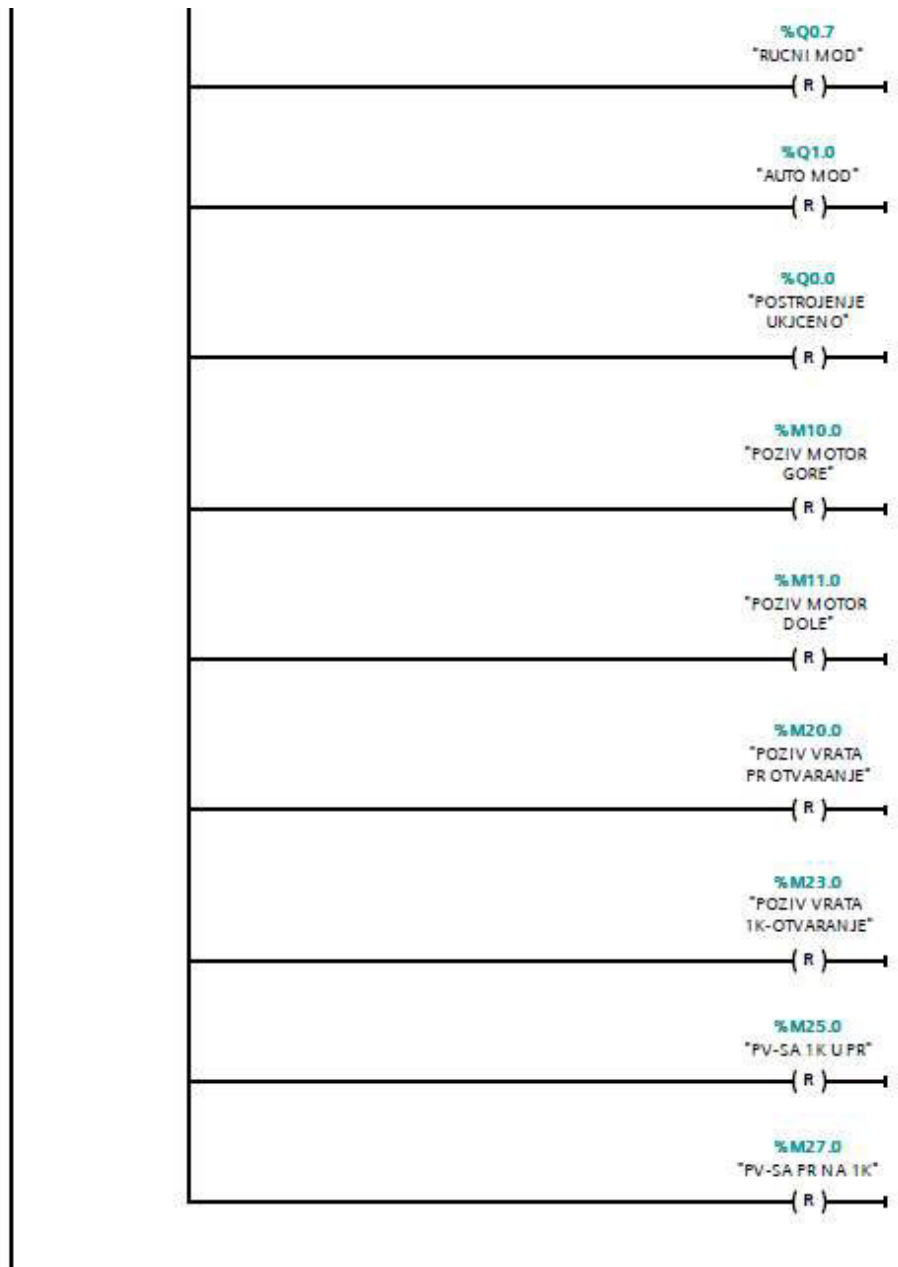 %Q0.7
"RUCNI MOD"
( R )
%Q1.0
"AUTO MOD"
( R )
%Q0.0
"POSTROJENJE
UKJCENO"
( R )
%M10.0
"POZIV MOTOR
GORE"
( R )
%M11.0
"POZIV MOTOR
DOLE"
( R )
%M20.0
"POZIV VRATA
PR OTVARANJE"
( R )
%M23.0
"POZIV VRATA
1K-OTVARANJE"
( R )
%M25.0
"PV-SA 1K U PR"
( R )
%M27.0
"PV-SA PR NA 1K"
( R )